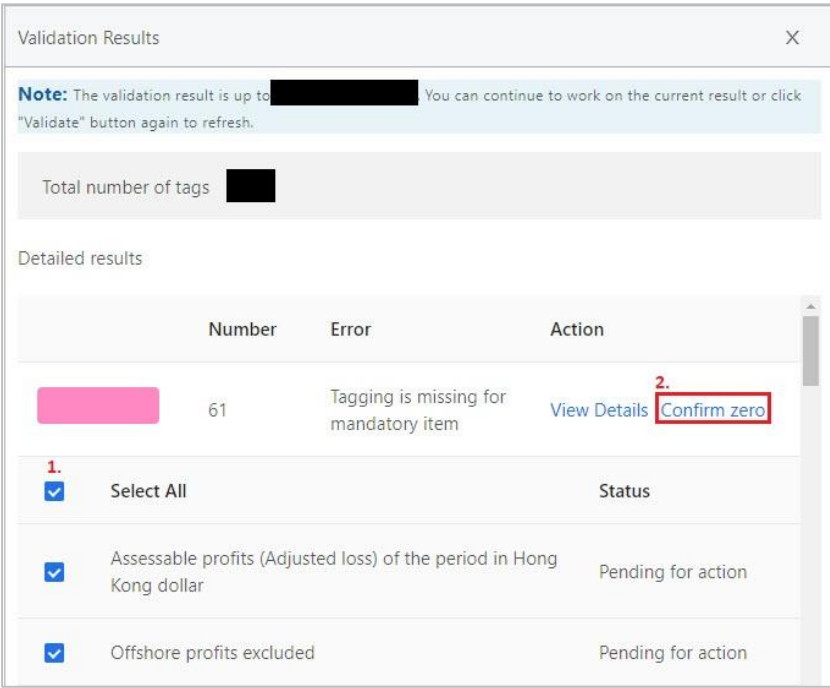 Validation Results X
Note: The validation result is up to . You can continue to work on the current result or click
"Validate" button again to refresh.
Total number of tags
Detailed results
Number Error Action
2.
61 Tagging is missing for mandatory item View Details Confirm zero
1.
Select All Status
Assessable profits (Adjusted loss) of the period in Hong
Kong dollar Pending for action
Offshore profits excluded Pending for action